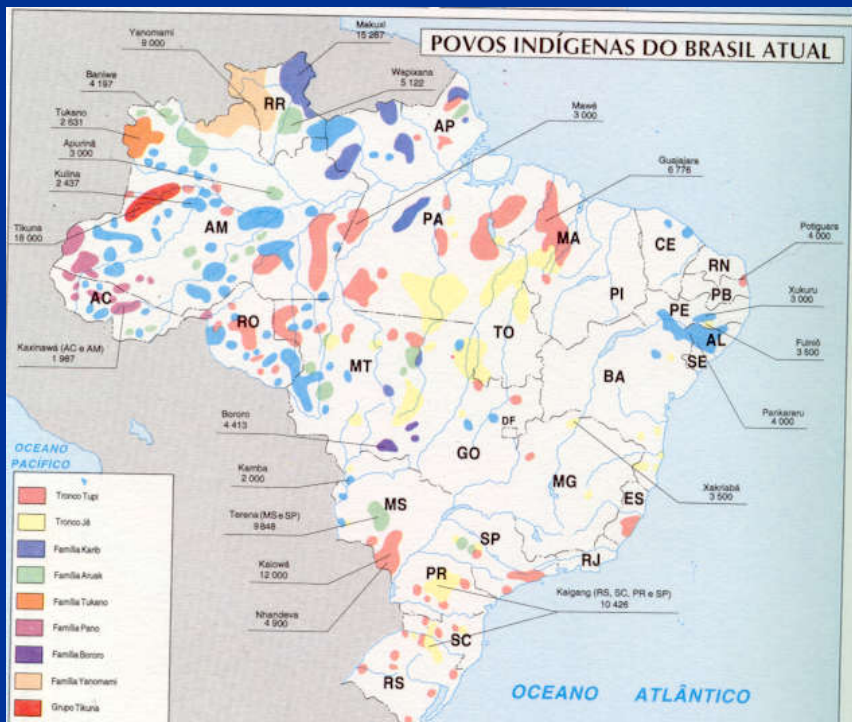 POVOS INDÍGENAS DO BRASIL ATUAL
Yanomami
9 000
Makuxi
15 287
Baniwa
4 197
Wapixana
5 122
Tukano
2 631
Mawé
3 000
Apurinã
3 000
Guajajara
6 776
Kulina
2 437
Tikuna
18 000
Potiguara
4 000
Xukuru
3 000
Fulniô
3 500
Kaxinawá (AC e AM)
1 987
Pankararu
4 000
Bororo
4 413
Kamba
2 000
Xakriabá
3 500
Terena (MS e SP)
9 848
Kaiowá
12 000
Kaigang (RS, SC, PR e SP)
10 426
Nhandeva
4 900
RR
AP
AM
PA
MA
CE
RN
PB
PI
PE
AL
SE
AC
RO
TO
MT
BA
DF
GO
MG
ES
MS
SP
RJ
PR
SC
RS
OCEANO
PACÍFICO
OCEANO ATLÂNTICO
Tronco Tupi
Tronco Jê
Família Karib
Família Aruak
Família Tukano
Família Pano
Família Bororo
Família Yanomami
Grupo Tikuna